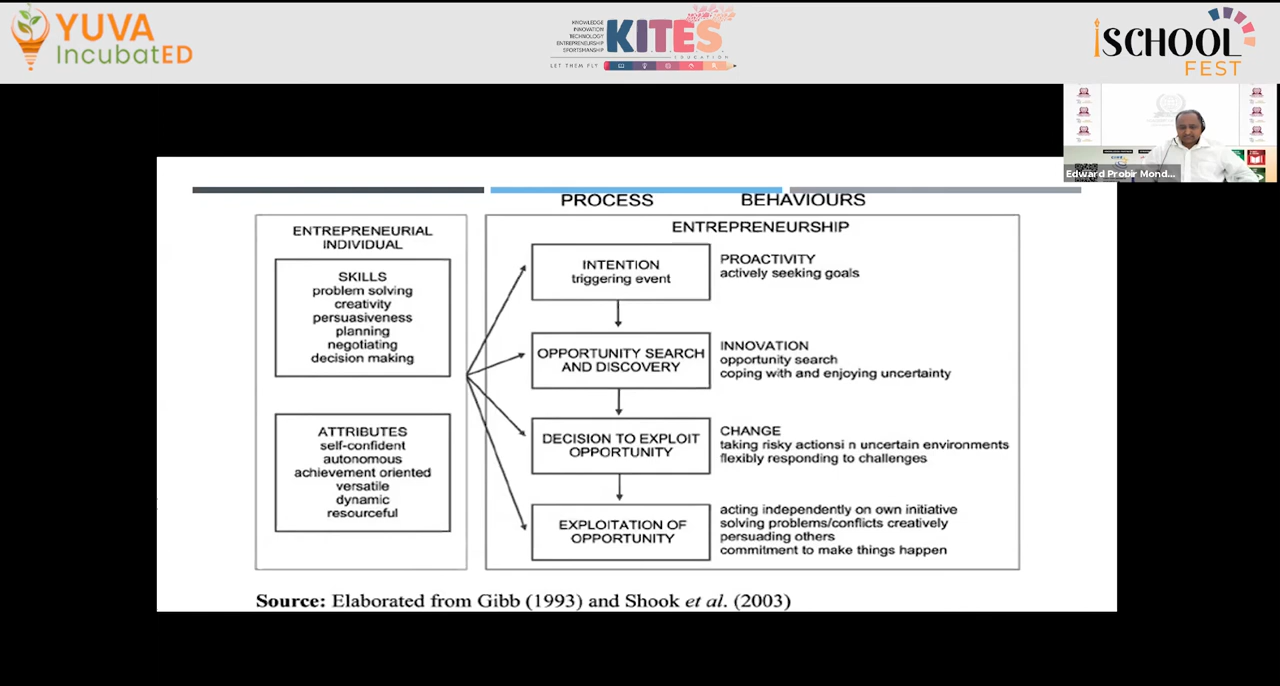 YUVA
IncubatED
KNOWLEDGE
INNOVATION
TECHNOLOGY
ENTREPRENEURSHIP
SPORTSMANSHIP
KITES
EDUCATION
LET THEM FLY
iSCHOOL
FEST
Edward Probir Mond...
PROCESS
BEHAVIOURS
ENTREPRENEURIAL
INDIVIDUAL
SKILLS
problem solving
creativity
persuasiveness
planning
negotiating
decision making
ATTRIBUTES
self-confident
autonomous
achievement oriented
versatile
dynamic
resourceful
ENTREPRENEURSHIP
INTENTION
triggering event
PROACTIVITY
actively seeking goals
OPPORTUNITY SEARCH
AND DISCOVERY
INNOVATION
opportunity search
coping with and enjoying uncertainty
DECISION TO EXPLOIT
OPPORTUNITY
CHANGE
taking risky actionsi n uncertain environments
flexibly responding to challenges
EXPLOITATION OF
OPPORTUNITY
acting independently on own initiative
solving problems/conflicts creatively
persuading others
commitment to make things happen
Source: Elaborated from Gibb (1993) and Shook et al. (2003)